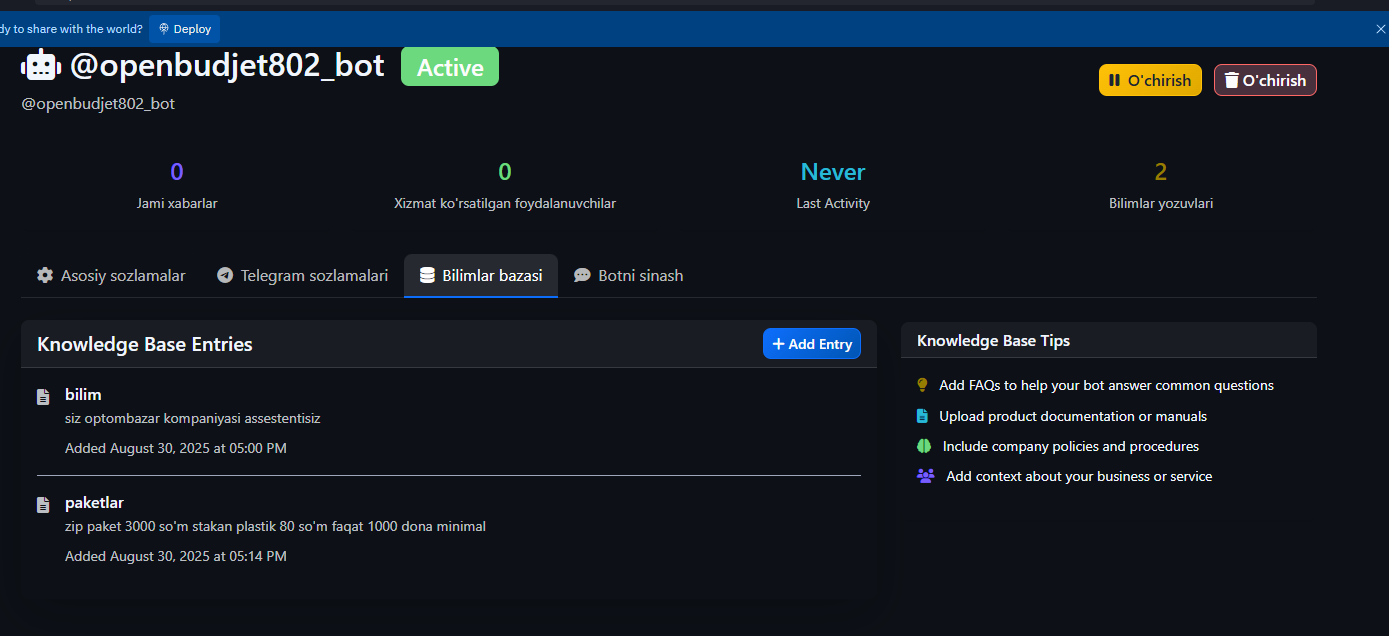 dy to share with the world? Deploy
@openbudjet802_bot Active
@openbudjet802_bot
O'chirish O'chirish
0 0 Never 2
Jami xabarlar Xizmat ko'rsatilgan foydalanuvchilar Last Activity Bilimlar yozuvlari
Asosiy sozlamalar Telegram sozlamalari Bilimlar bazasi Botni sinash
Knowledge Base Entries Add Entry
bilim
siz optombazar kompaniyasi assestentisiz
Added August 30, 2025 at 05:00 PM
paketlar
zip paket 3000 so'm stakan plastik 80 so'm faqat 1000 dona minimal
Added August 30, 2025 at 05:14 PM
Knowledge Base Tips
Add FAQs to help your bot answer common questions
Upload product documentation or manuals
Include company policies and procedures
Add context about your business or service